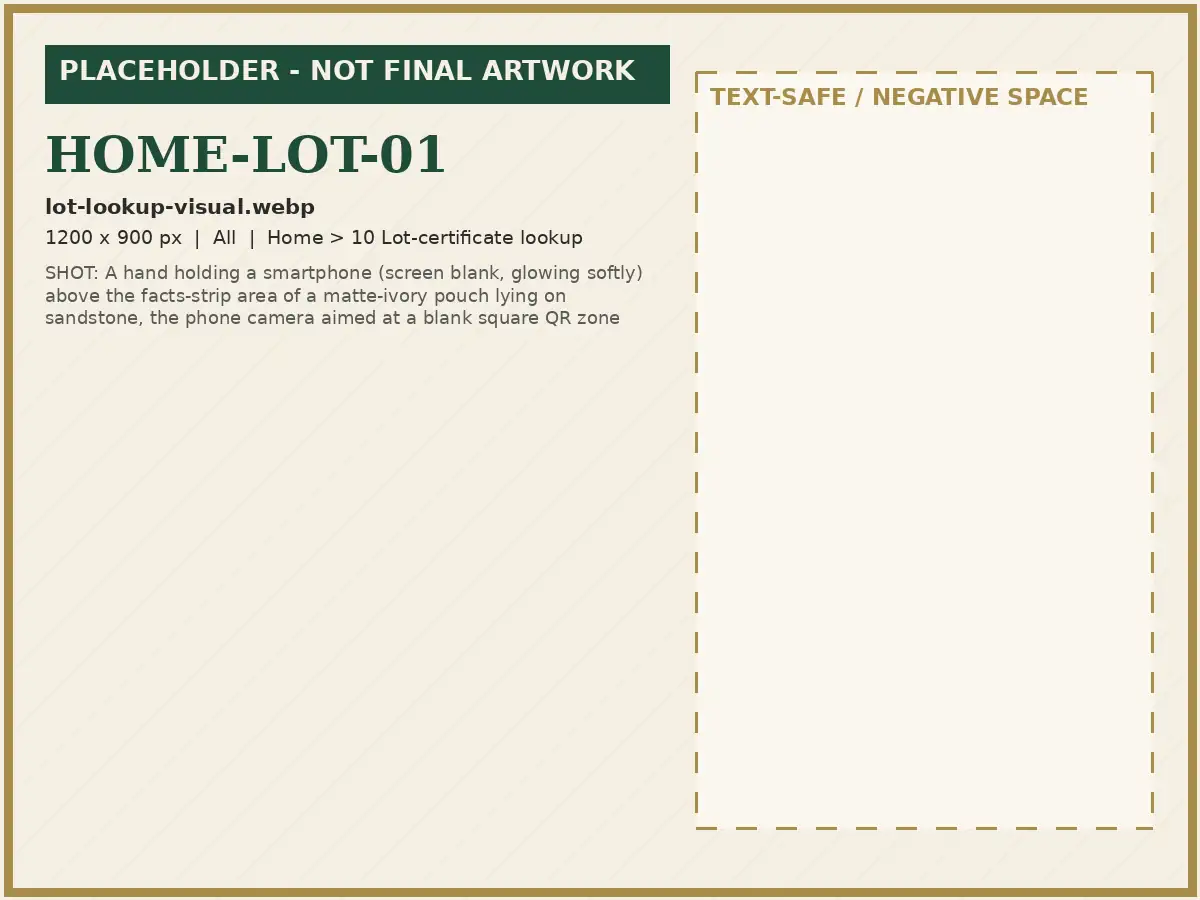 PLACEHOLDER - NOT FINAL ARTWORK
HOME-LOT-01
lot-lookup-visual.webp
1200 x 900 px | All | Home > 10 Lot-certificate lookup
SHOT: A hand holding a smartphone (screen blank, glowing softly)
above the facts-strip area of a matte-ivory pouch lying on
sandstone, the phone camera aimed at a blank square QR zone
TEXT-SAFE / NEGATIVE SPACE